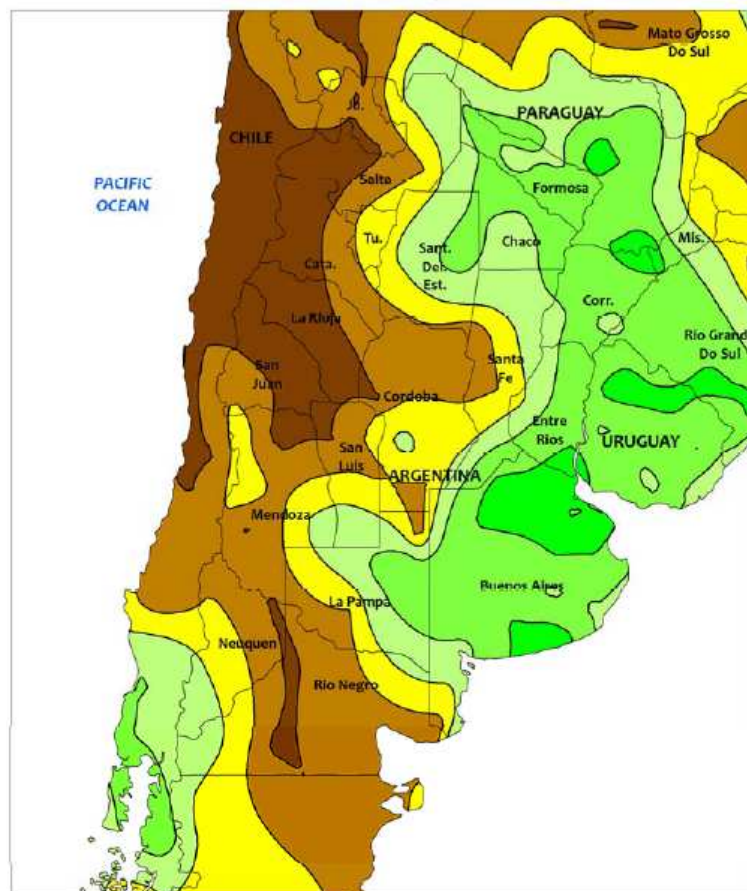 Mato Grosso
Do Sul
Ju.
PARAGUAY
CHILE
PACIFIC
OCEAN
Salta
Formosa
Tu.
Sant.
Del
Est.
Chaco
Mis.
Cata.
Corr.
La Rioja
Rio Grand
Do Sul
San
Juan
Santa
Fe
Cordoba
Entre
Rios
URUGUAY
San
Luis
ARGENTINA
Mendoza
Buenos Aires
La Pampa
Neuquen
Rio Negro